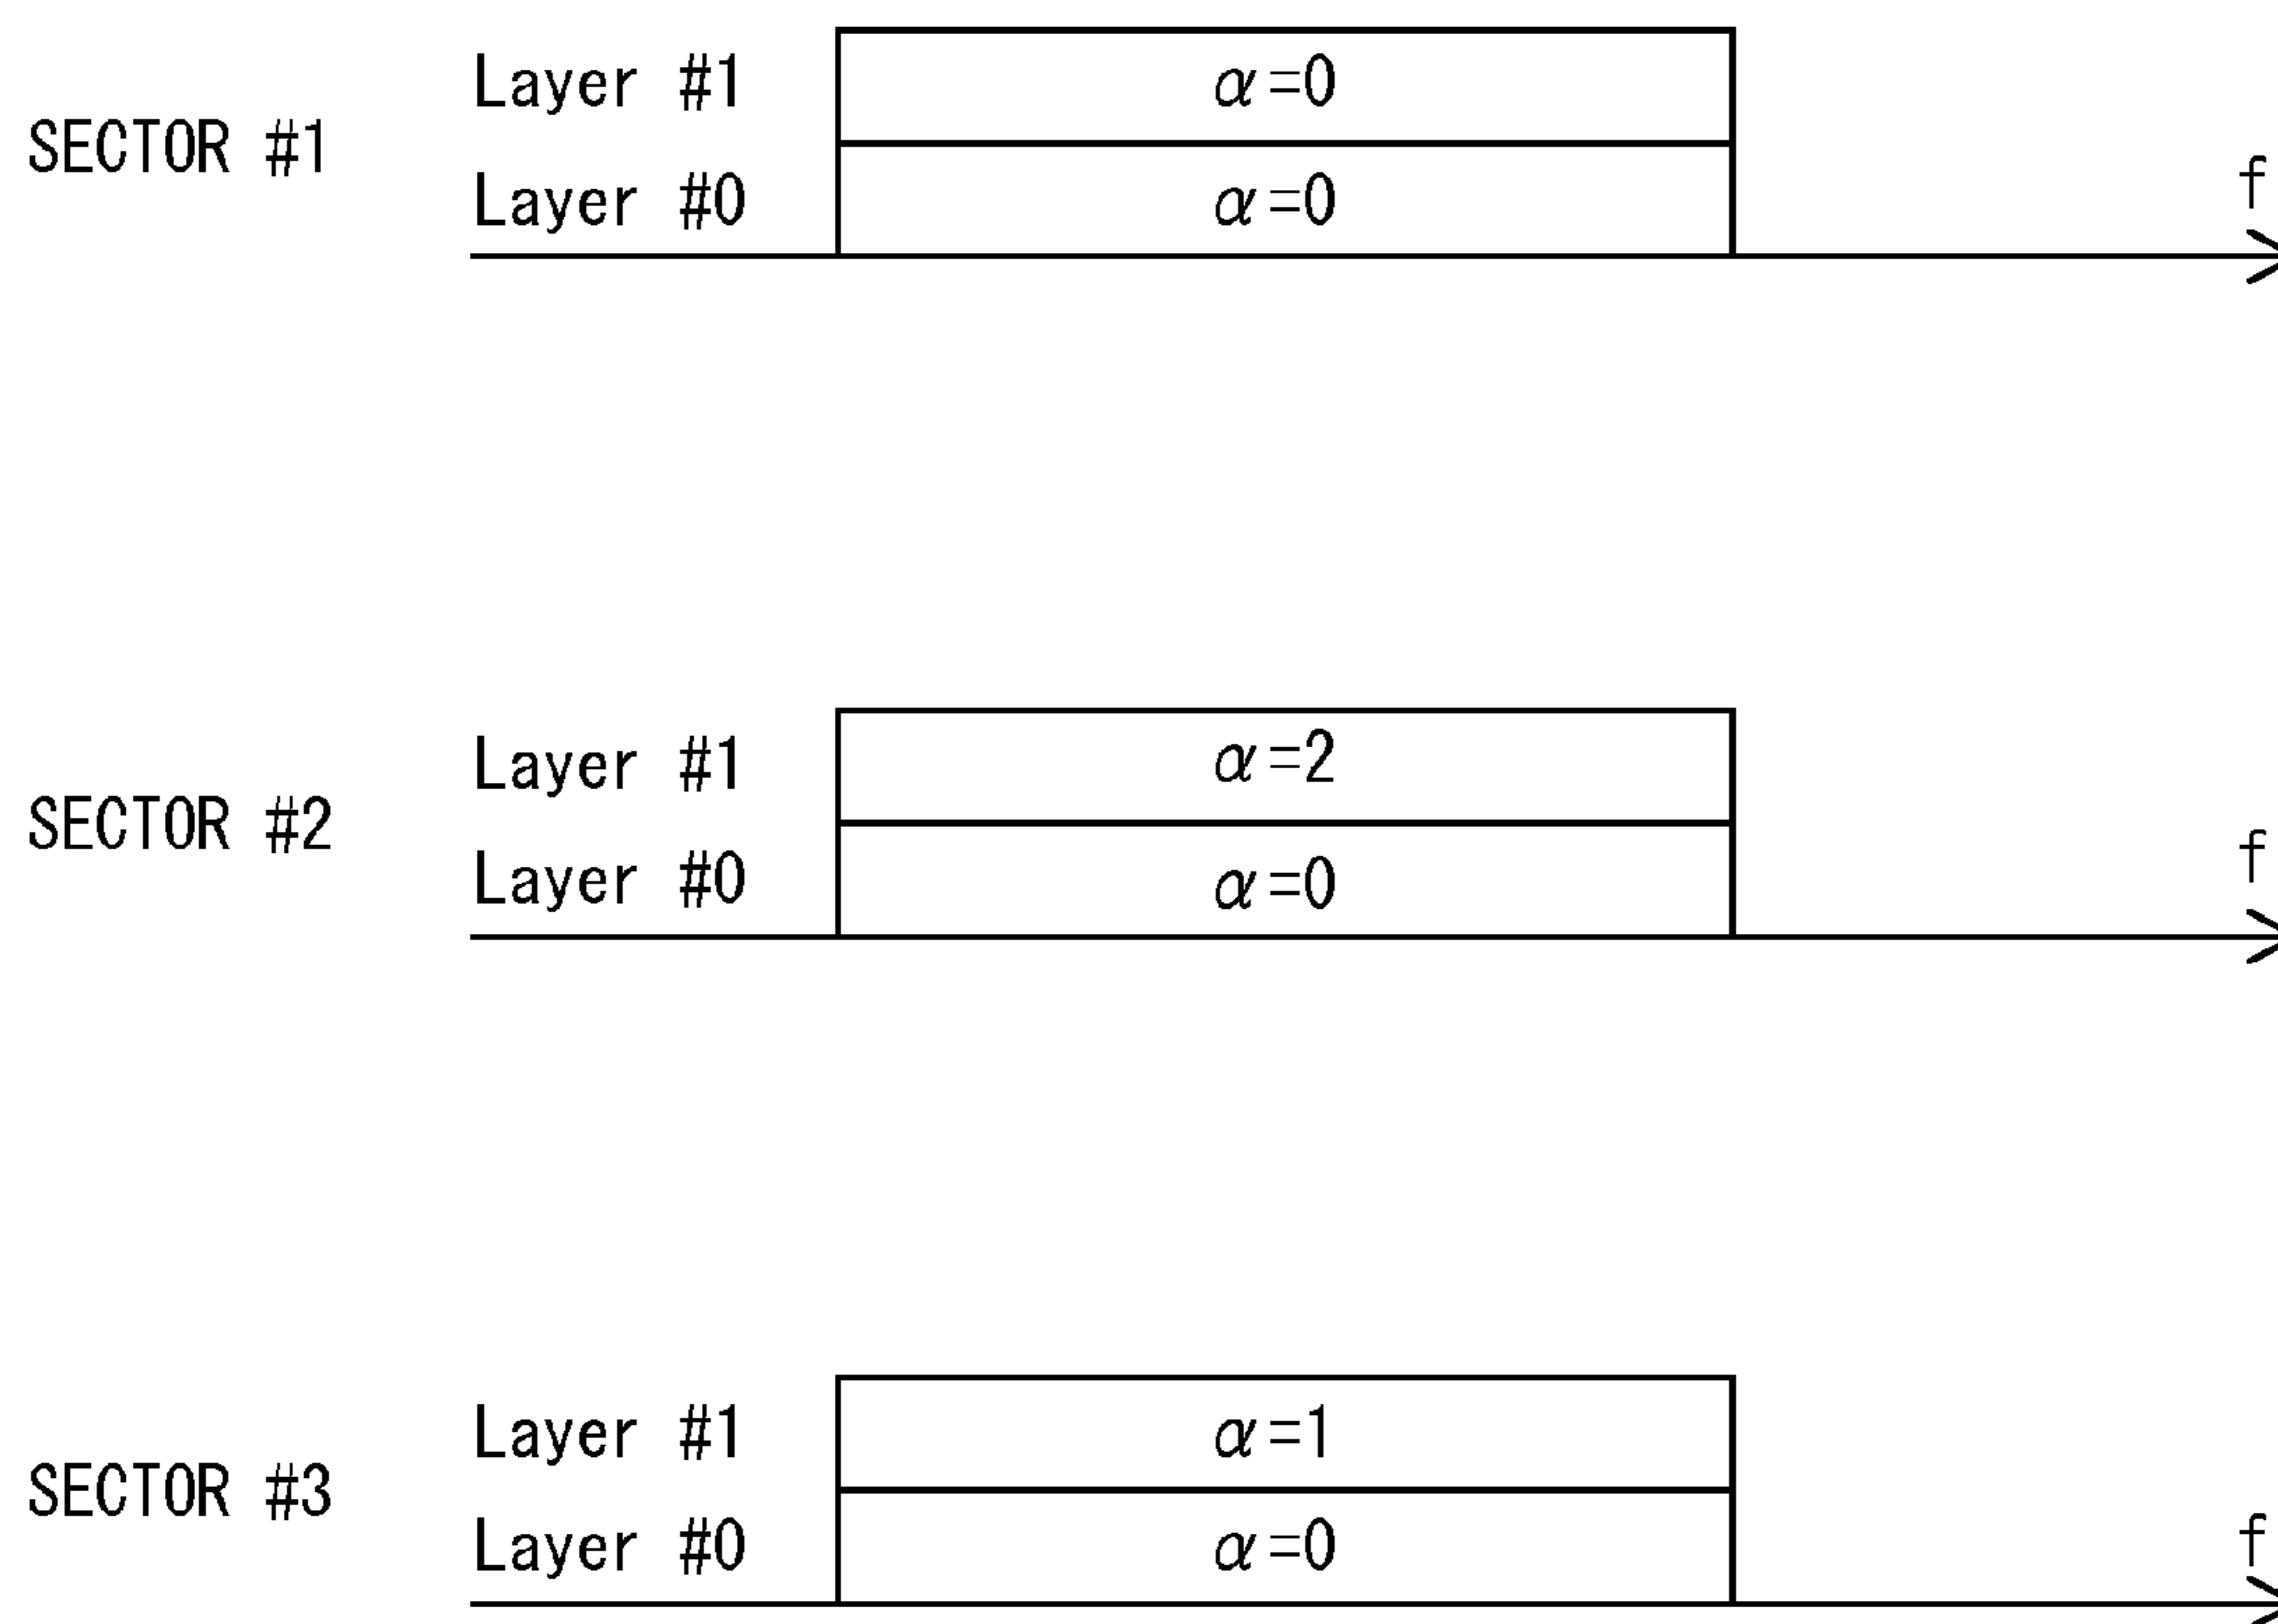 Layer #1 α=0
SECTOR #1
Layer #0 α=0
f
Layer #1 α=2
SECTOR #2
Layer #0 α=0
f
Layer #1 α=1
SECTOR #3
Layer #0 α=0
f